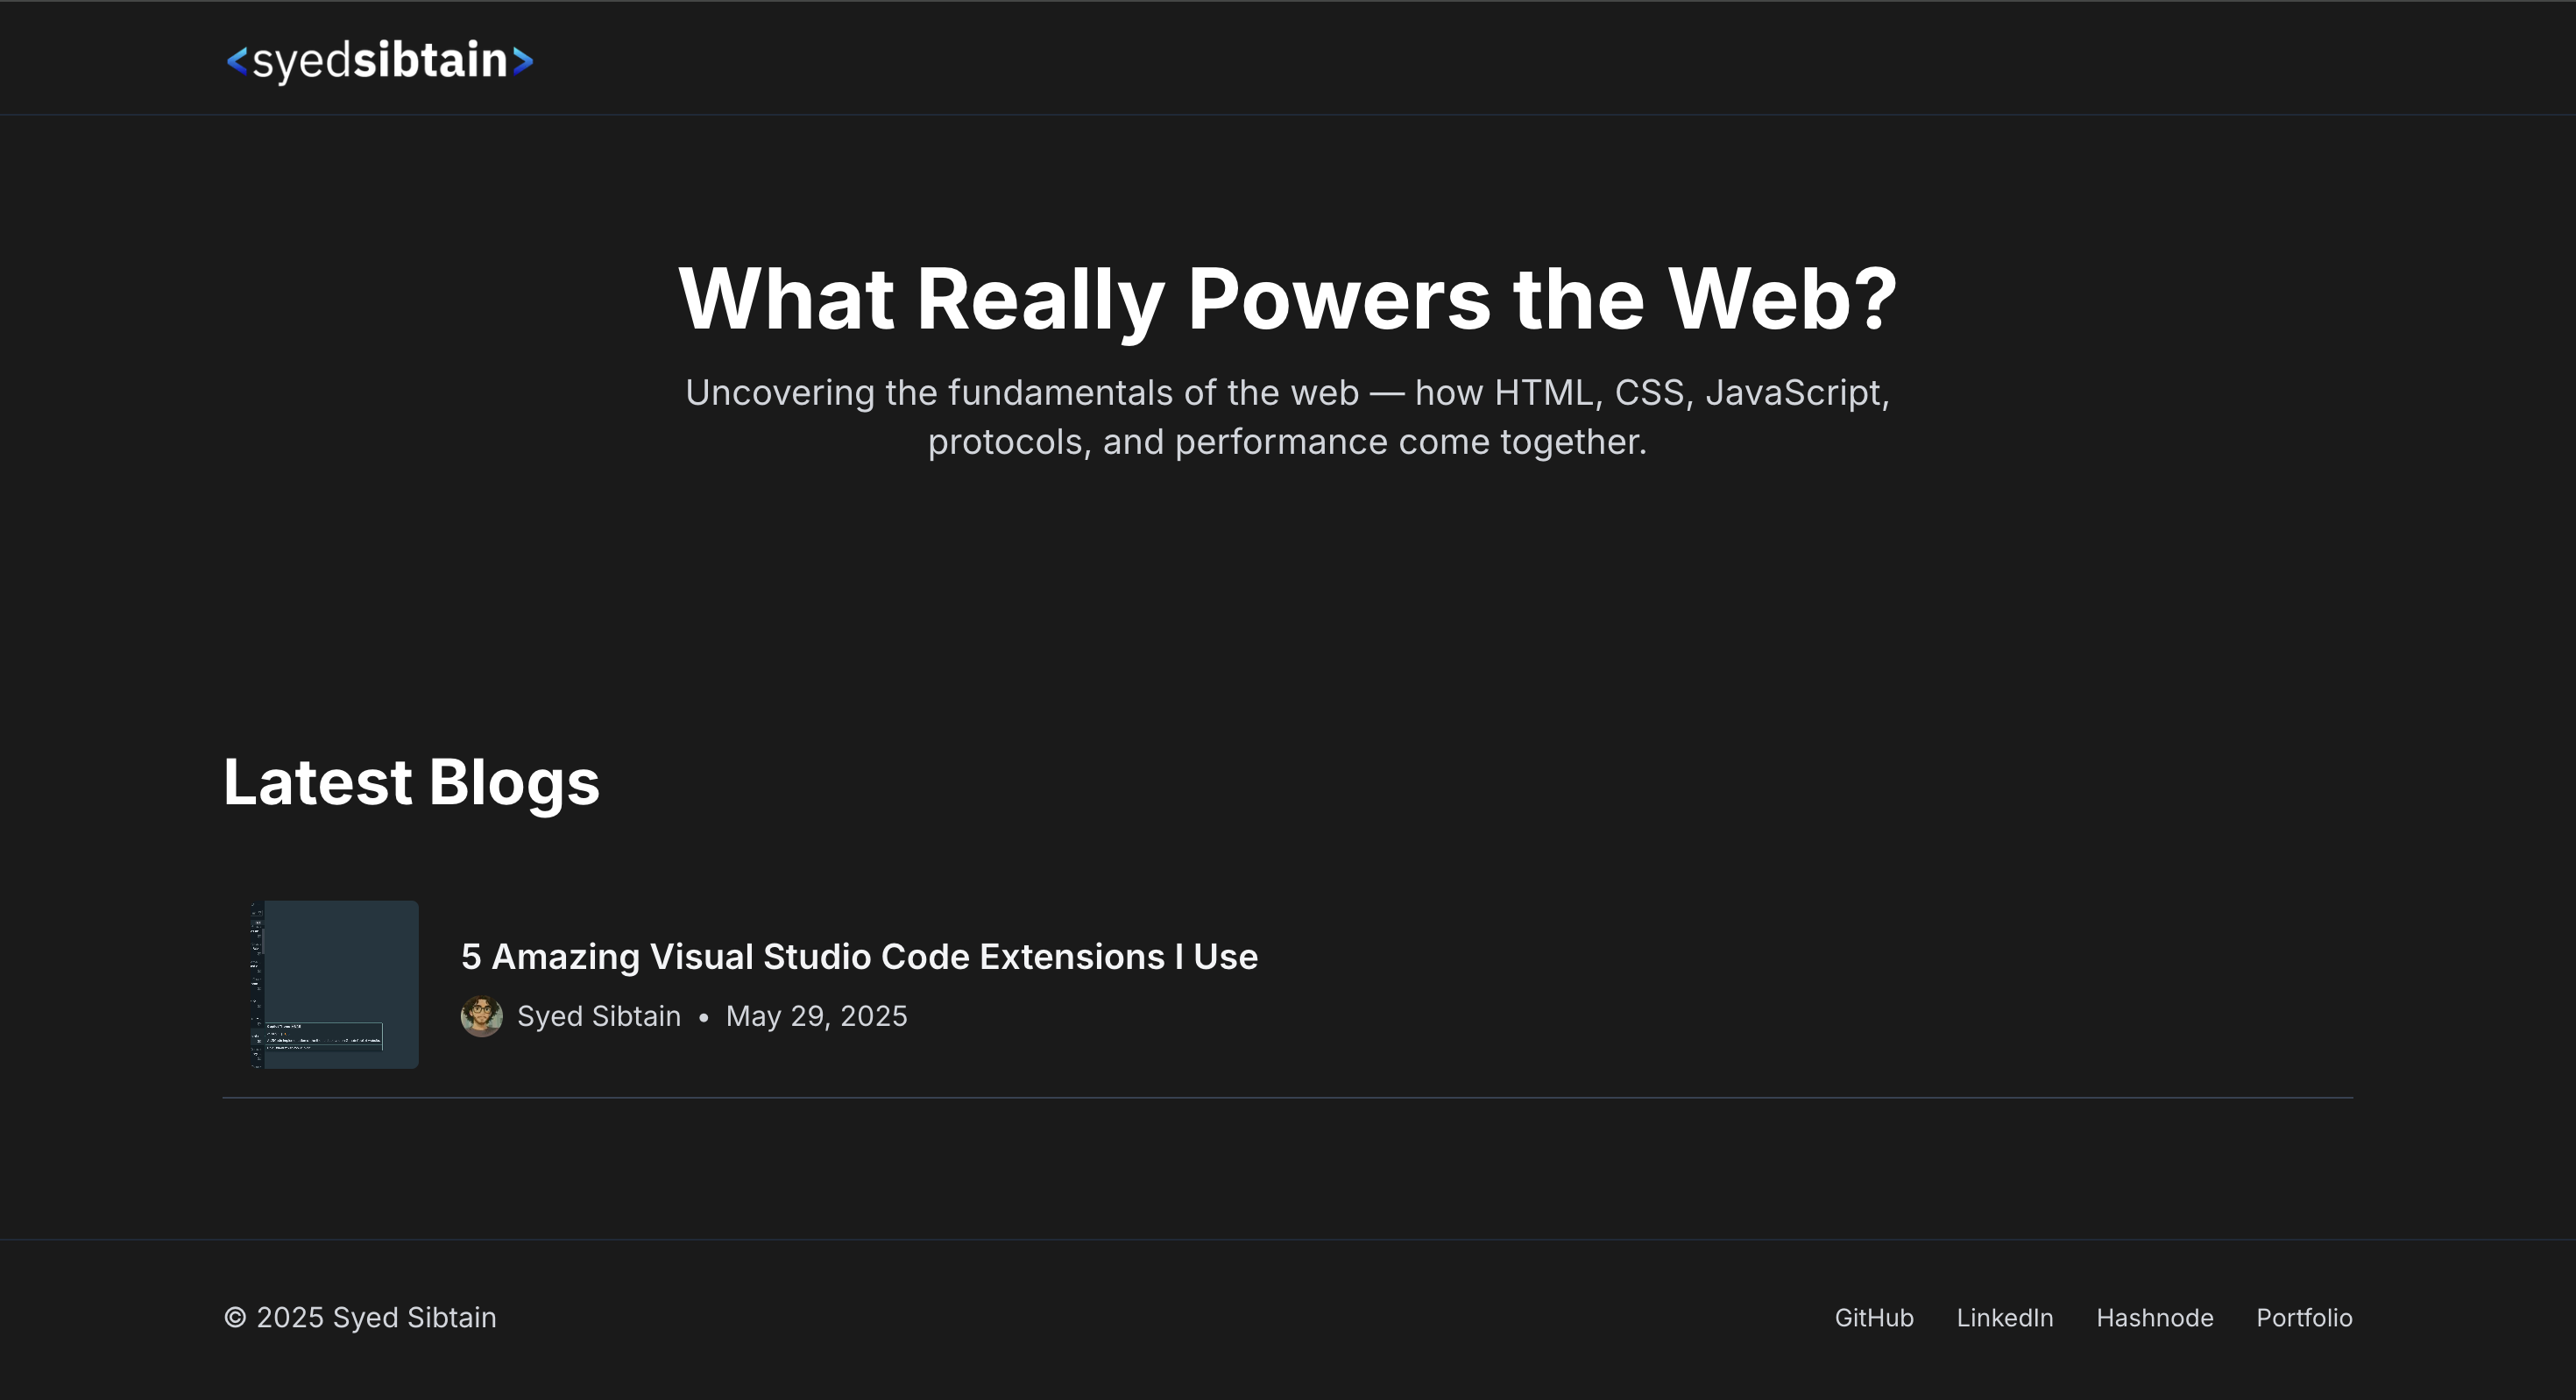 <syedsibtain>
What Really Powers the Web?
Uncovering the fundamentals of the web — how HTML, CSS, JavaScript,
protocols, and performance come together.
Latest Blogs
5 Amazing Visual Studio Code Extensions I Use
Syed Sibtain • May 29, 2025
© 2025 Syed Sibtain
GitHub LinkedIn Hashnode Portfolio